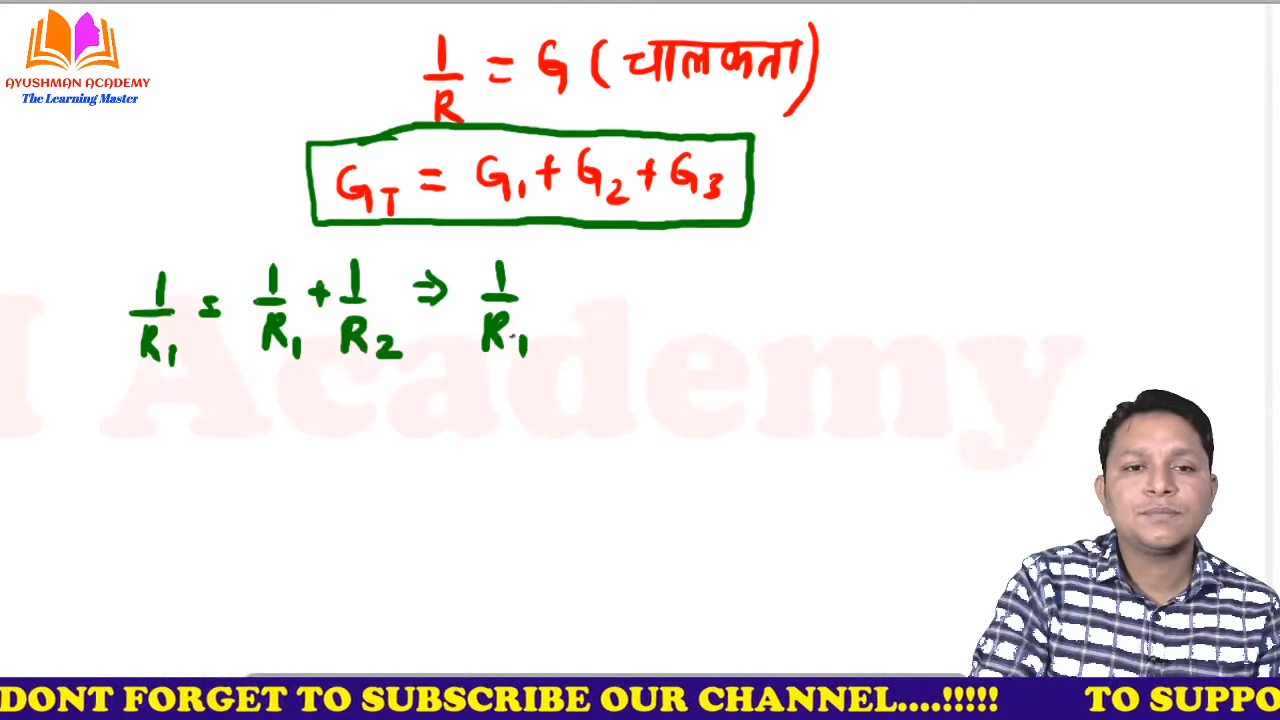 AYUSHMAN ACADEMY
The Learning Master
1/R = G (चालकता)
G_T = G_1 + G_2 + G_3
1/R_1 = 1/R_1 + 1/R_2 ⇒ 1/R_1
Academy
DONT FORGET TO SUBSCRIBE OUR CHANNEL....!!!!! TO SUPPO